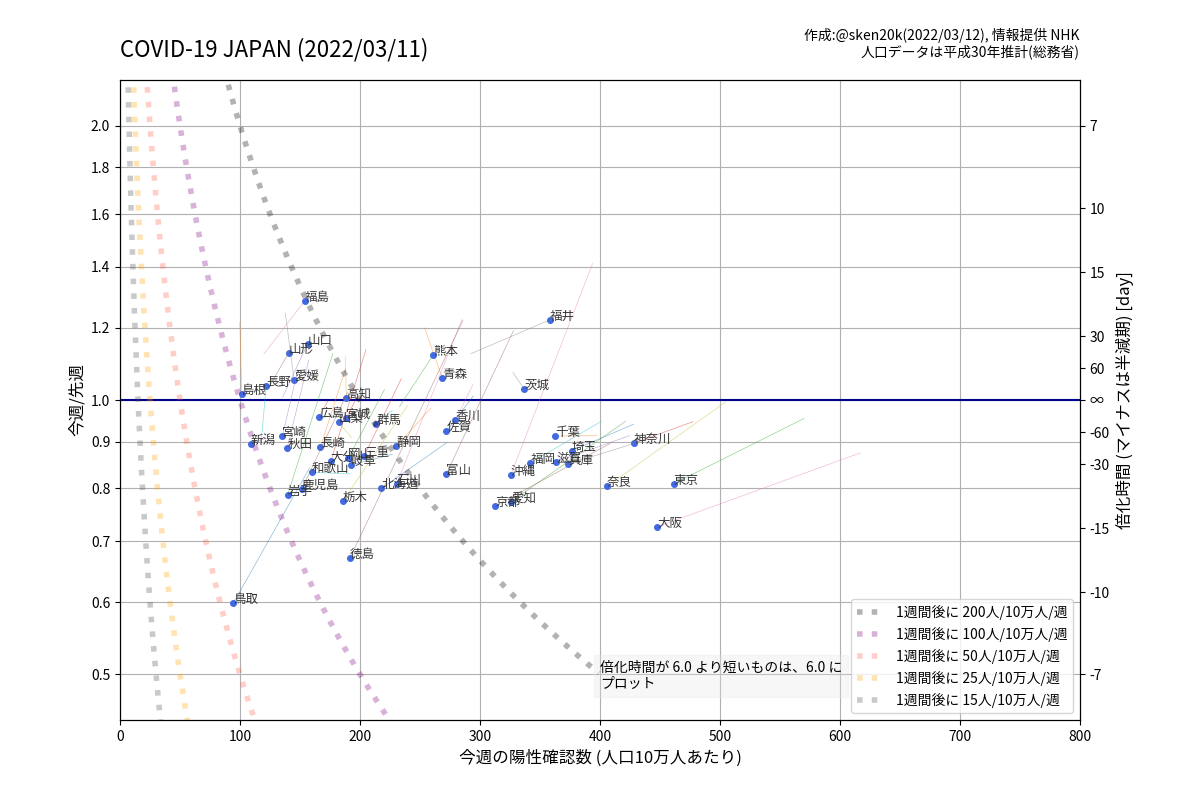 COVID-19 JAPAN (2022/03/11)
作成:@sken20k(2022/03/12), 情報提供 NHK
人口データは平成30年推計(総務省)
今週/先週
2.0
1.8
1.6
1.4
1.2
1.0
0.9
0.8
0.7
0.6
0.5
7
10
15
30
60
∞
-60
-30
-15
-10
-7
倍化時間 (マイナスは半減期) [day]
福島
福井
山口
山形
熊本
青森
長野
愛媛
島根
茨城
高知
広島
宮城
山梨
群馬
香川
佐賀
宮崎
新潟
秋田
長崎
静岡
千葉
神奈川
埼玉
三重
岡山
大分
岐阜
福岡
滋賀
兵庫
和歌山
富山
沖縄
鹿児島
岩手
北海道
石川
奈良
東京
栃木
京都
愛知
大阪
徳島
鳥取
倍化時間が 6.0 より短いものは、6.0 に
プロット
1週間後に 200人/10万人/週
1週間後に 100人/10万人/週
1週間後に 50人/10万人/週
1週間後に 25人/10万人/週
1週間後に 15人/10万人/週
0 100 200 300 400 500 600 700 800
今週の陽性確認数 (人口10万人あたり)